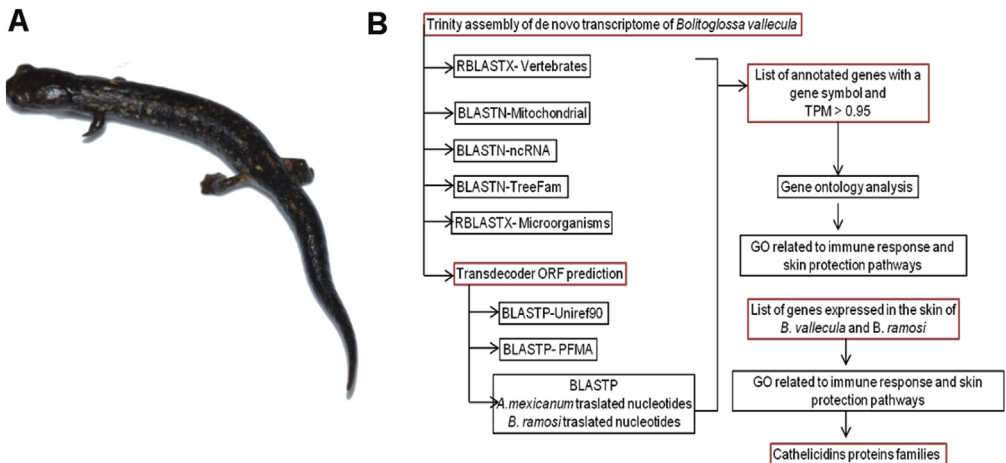 A
B
Trinity assembly of de novo transcriptome of Bolitoglossa vallecula
RBLASTX- Vertebrates
BLASTN-Mitochondrial
BLASTN-ncRNA
BLASTN-TreeFam
RBLASTX- Microorganisms
Transdecoder ORF prediction
BLASTP-Uniref90
BLASTP- PFMA
BLASTP
A.mexicanum traslated nucleotides
B. ramosi traslated nucleotides
List of annotated genes with a
gene symbol and
TPM > 0.95
Gene ontology analysis
GO related to immune response and
skin protection pathways
List of genes expressed in the skin of
B. vallecula and B. ramosi
GO related to immune response and skin
protection pathways
Cathelicidins proteins families